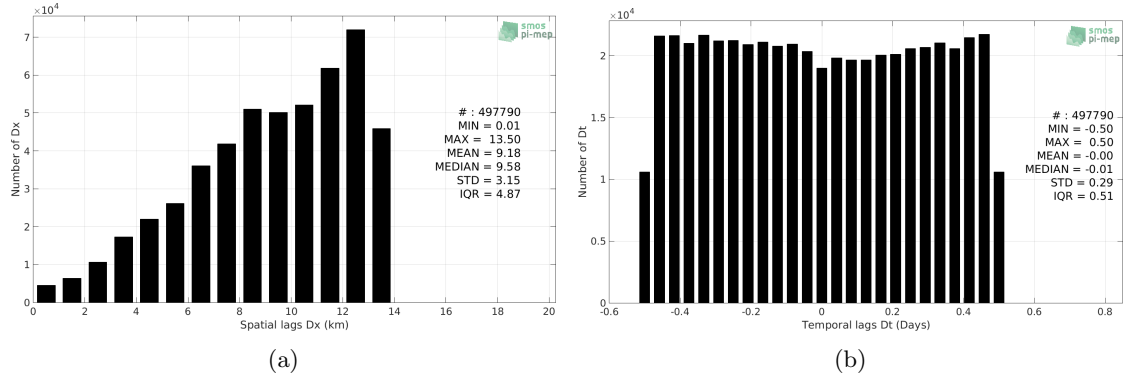 ×10⁴
7
6
5
4
3
2
1
0
0 2 4 6 8 10 12 14 16 18 20
Number of Dx
Spatial lags Dx (km)
smos
pi-mep
# : 497790
MIN = 0.01
MAX = 13.50
MEAN = 9.18
MEDIAN = 9.58
STD = 3.15
IQR = 4.87
(a)
×10⁴
2
1.5
1
0.5
0
-0.6 -0.4 -0.2 0 0.2 0.4 0.6 0.8
Number of Dt
Temporal lags Dt (Days)
smos
pi-mep
# : 497790
MIN = -0.50
MAX = 0.50
MEAN = -0.00
MEDIAN = -0.01
STD = 0.29
IQR = 0.51
(b)